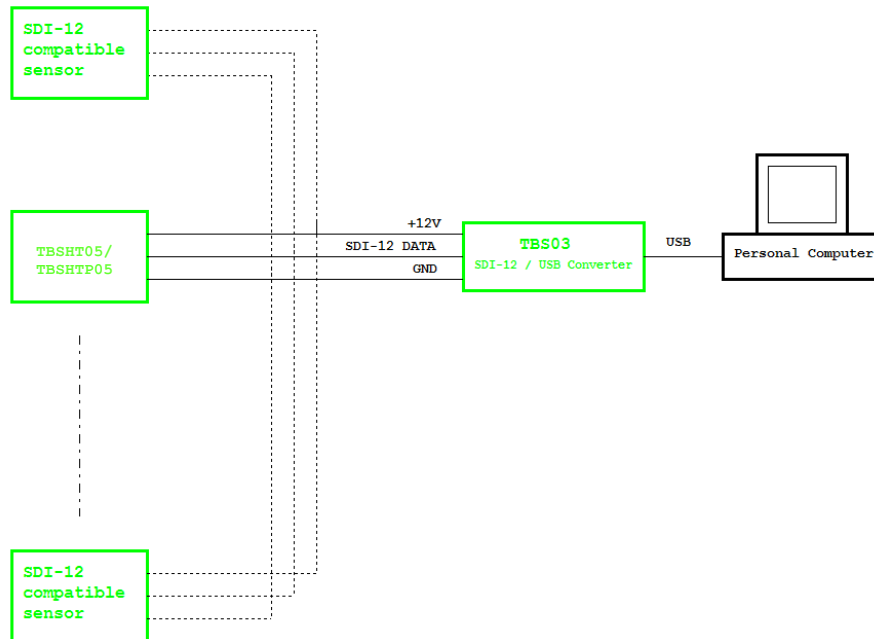 SDI-12
compatible
sensor
+12V
SDI-12 DATA
GND
TBSHT05/
TBSHTP05
TBS03
SDI-12 / USB Converter
USB
Personal Computer
SDI-12
compatible
sensor